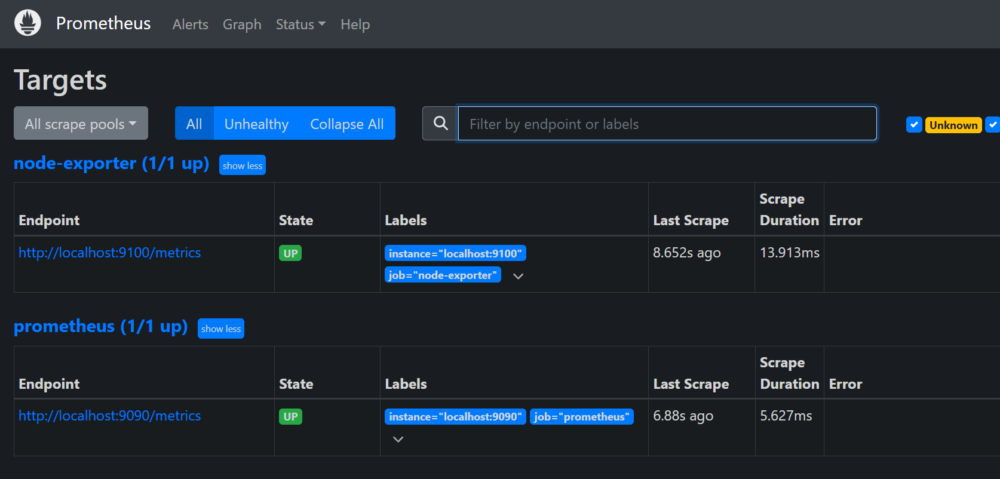 Prometheus Alerts Graph Status Help
Targets
All scrape pools All Unhealthy Collapse All Filter by endpoint or labels Unknown
node-exporter (1/1 up) show less
Endpoint State Labels Last Scrape Scrape Duration Error
http://localhost:9100/metrics UP instance="localhost:9100" 8.652s ago 13.913ms
job="node-exporter"
prometheus (1/1 up) show less
Endpoint State Labels Last Scrape Scrape Duration Error
http://localhost:9090/metrics UP instance="localhost:9090" job="prometheus" 6.88s ago 5.627ms